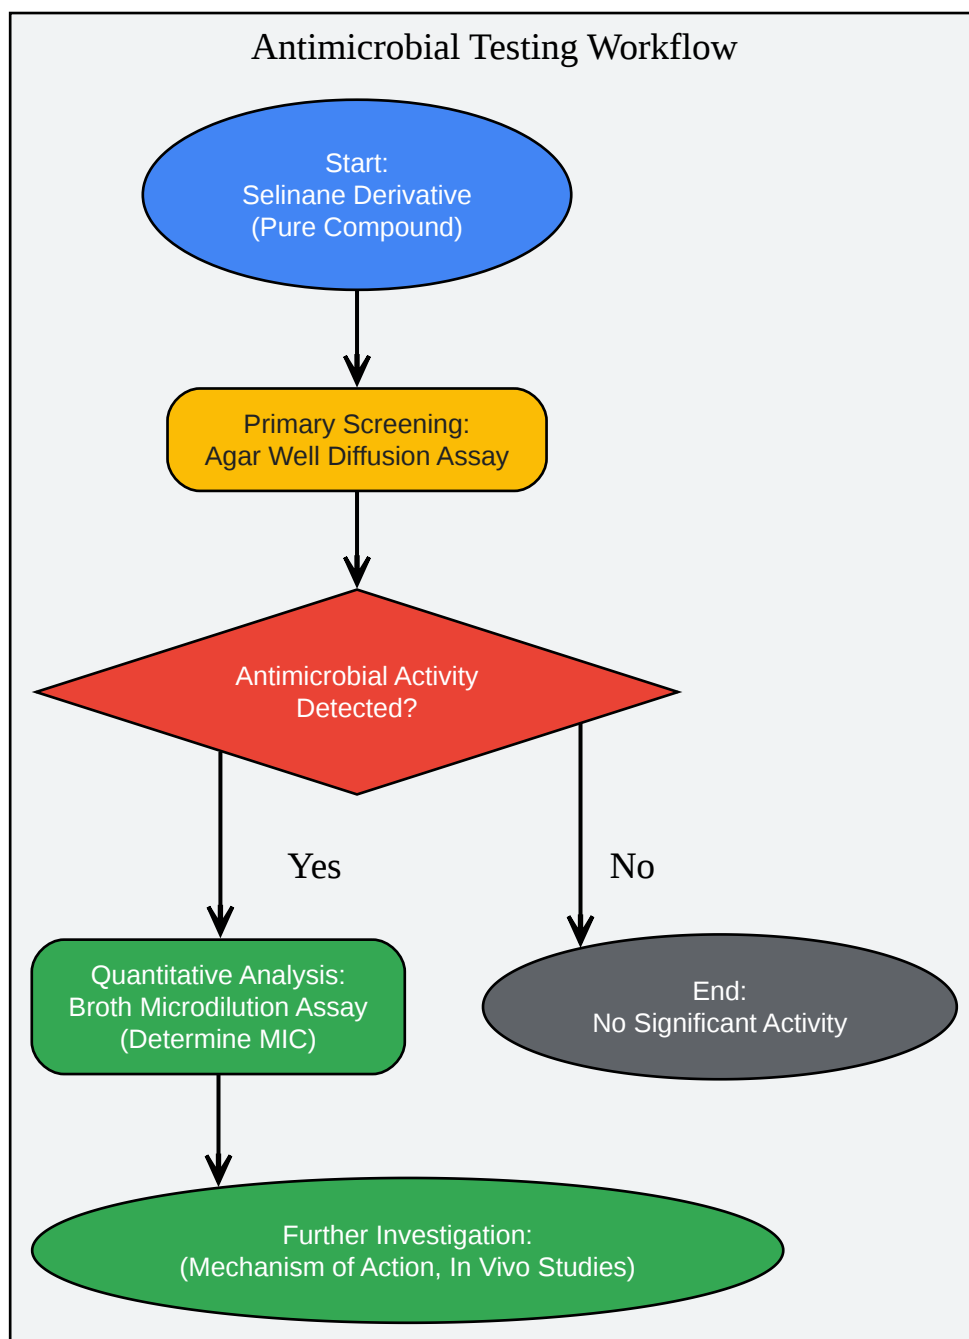 Antimicrobial Testing Workflow
Start:
Selinane Derivative
(Pure Compound)
Primary Screening:
Agar Well Diffusion Assay
Antimicrobial Activity
Detected?
Yes
No
Quantitative Analysis:
Broth Microdilution Assay
(Determine MIC)
End:
No Significant Activity
Further Investigation:
(Mechanism of Action, In Vivo Studies)